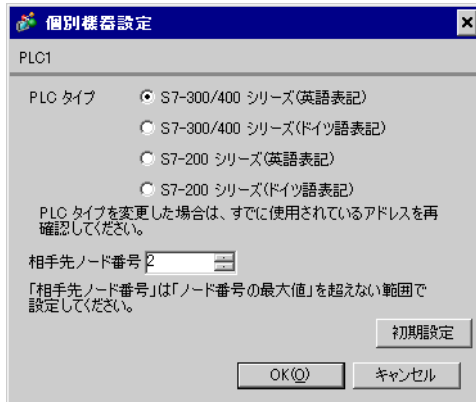 個別機器設定
PLC1
PLC タイプ
S7-300/400 シリーズ(英語表記)
S7-300/400 シリーズ(ドイツ語表記)
S7-200 シリーズ(英語表記)
S7-200 シリーズ(ドイツ語表記)
PLC タイプを変更した場合は、すでに使用されているアドレスを再
確認してください。
相手先ノード番号 2
「相手先ノード番号」は「ノード番号の最大値」を超えない範囲で
設定してください。
初期設定
OK(O) キャンセル